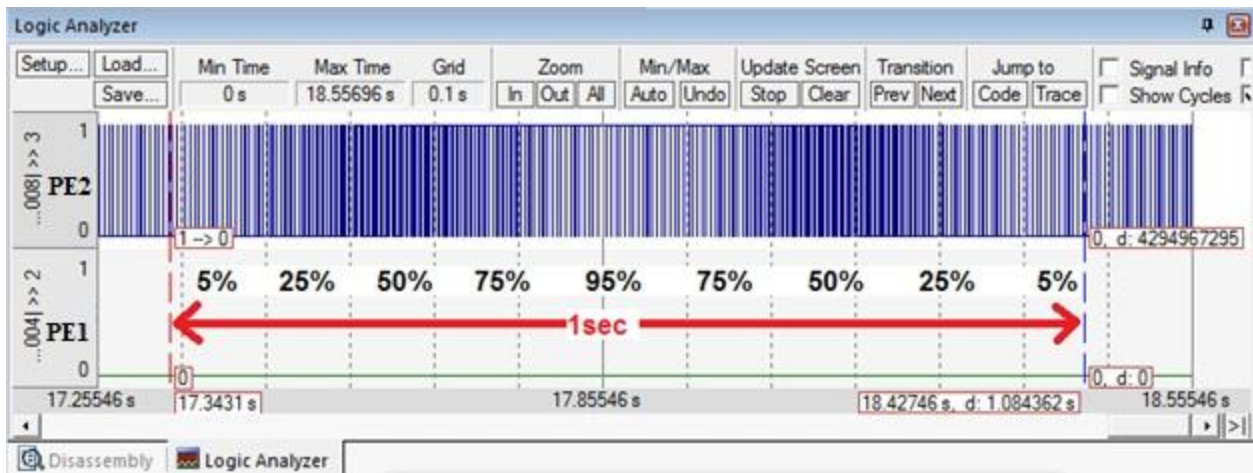 Logic Analyzer
Setup... Load... Min Time Max Time Grid Zoom Min/Max Update Screen Transition Jump to Signal Info
Save... 0 s 18.55696 s 0.1 s In Out All Auto Undo Stop Clear Prev Next Code Trace Show Cycles
1
...008) >> 3
PE2
0
1 --> 0
0, d: 4294967295
1
5% 25% 50% 75% 95% 75% 50% 25% 5%
...004) >> 2
PE1
1sec
0
0
0, d: 0
17.25546 s 17.3431 s 17.85546 s 18.42746 s, d: 1.084362 s 18.55546 s
Disassembly Logic Analyzer